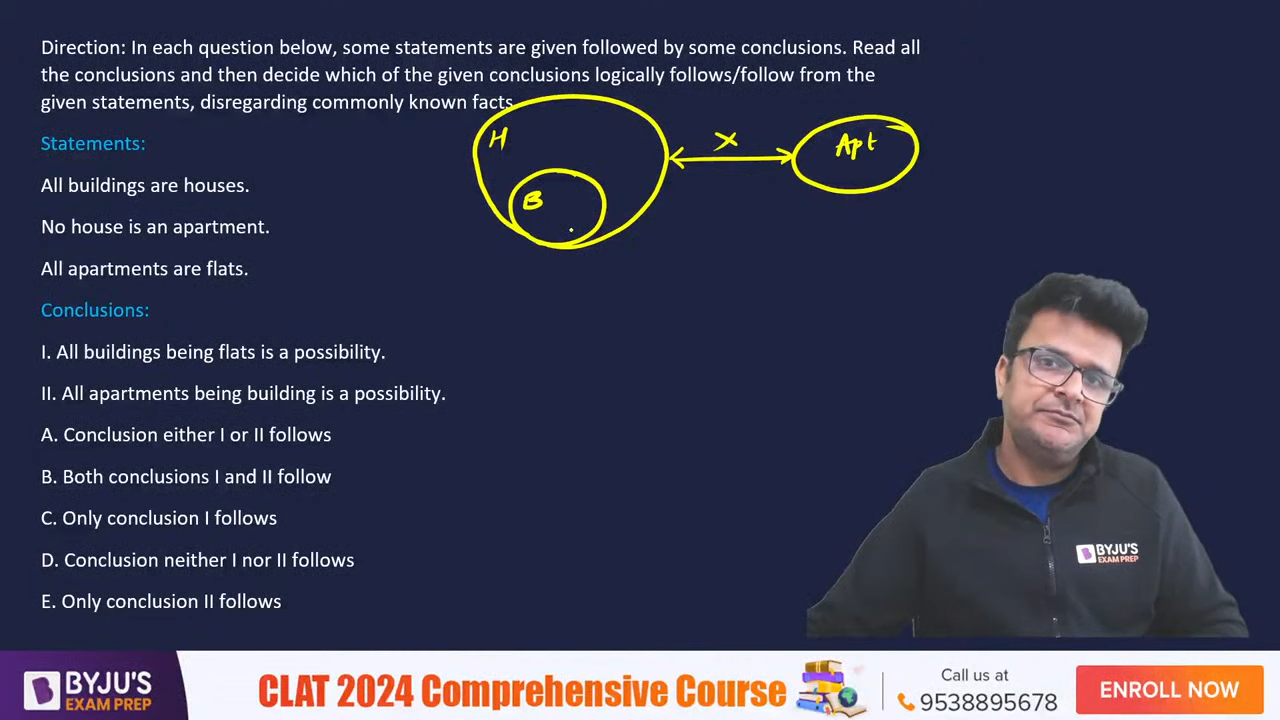 Direction: In each question below, some statements are given followed by some conclusions. Read all
the conclusions and then decide which of the given conclusions logically follows/follow from the
given statements, disregarding commonly known facts.
Statements:
All buildings are houses.
No house is an apartment.
All apartments are flats.
Conclusions:
I. All buildings being flats is a possibility.
II. All apartments being building is a possibility.
A. Conclusion either I or II follows
B. Both conclusions I and II follow
C. Only conclusion I follows
D. Conclusion neither I nor II follows
E. Only conclusion II follows
H
B
X
Apt
BYJU'S
EXAM PREP
BYJU'S
EXAM PREP
CLAT 2024 Comprehensive Course
Call us at
9538895678
ENROLL NOW